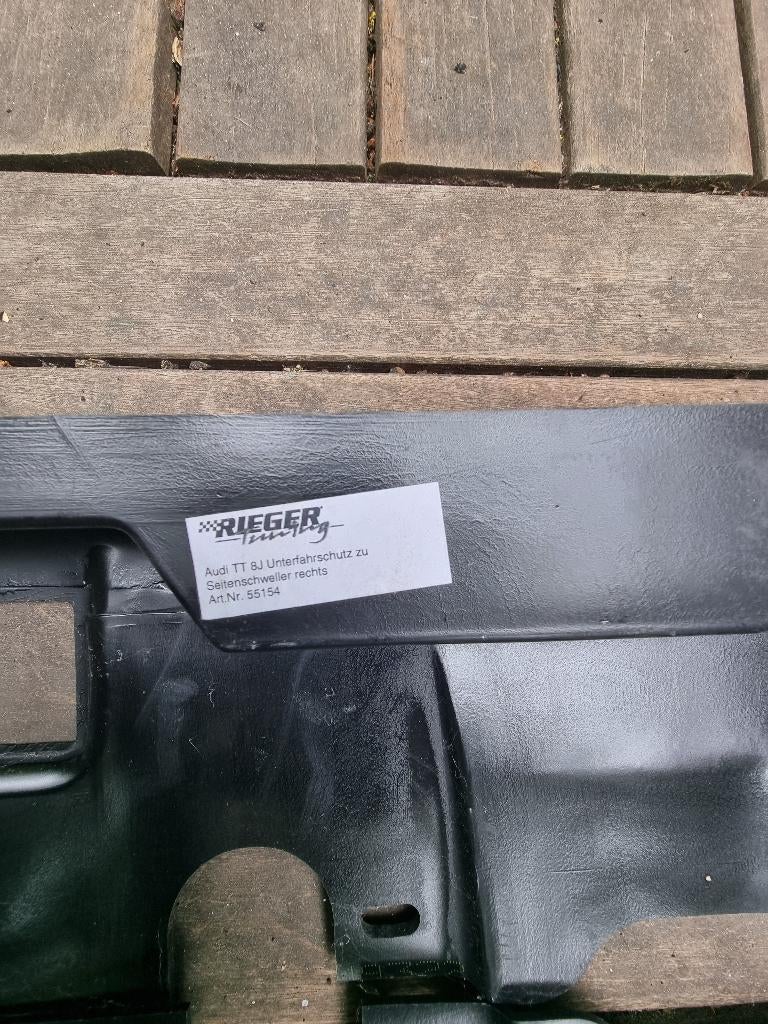 RIEGER
Tuning
Audi TT 8J Unterfahrschutz zu
Seitenschweller rechts
Art.Nr. 55154